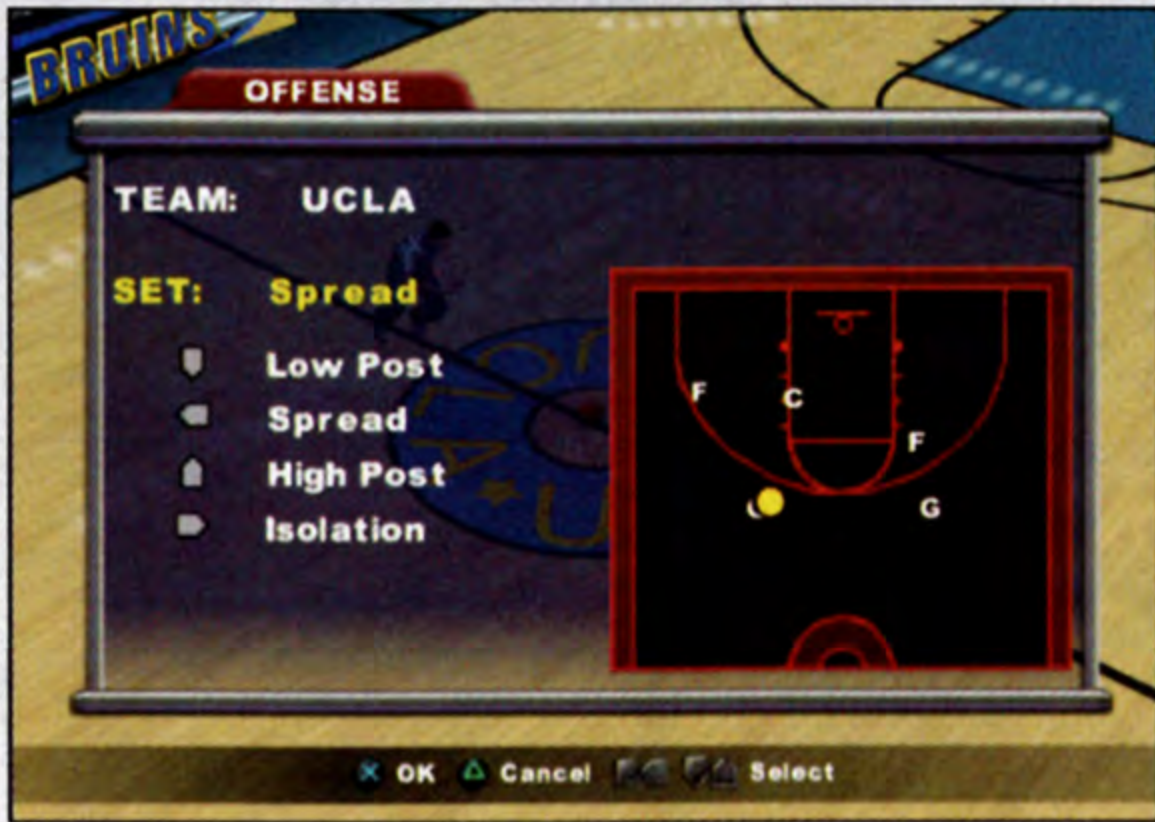 BRUINS
OFFENSE
TEAM: UCLA
SET: Spread
Low Post
Spread
High Post
Isolation
F
C
F
G
OK Cancel Select